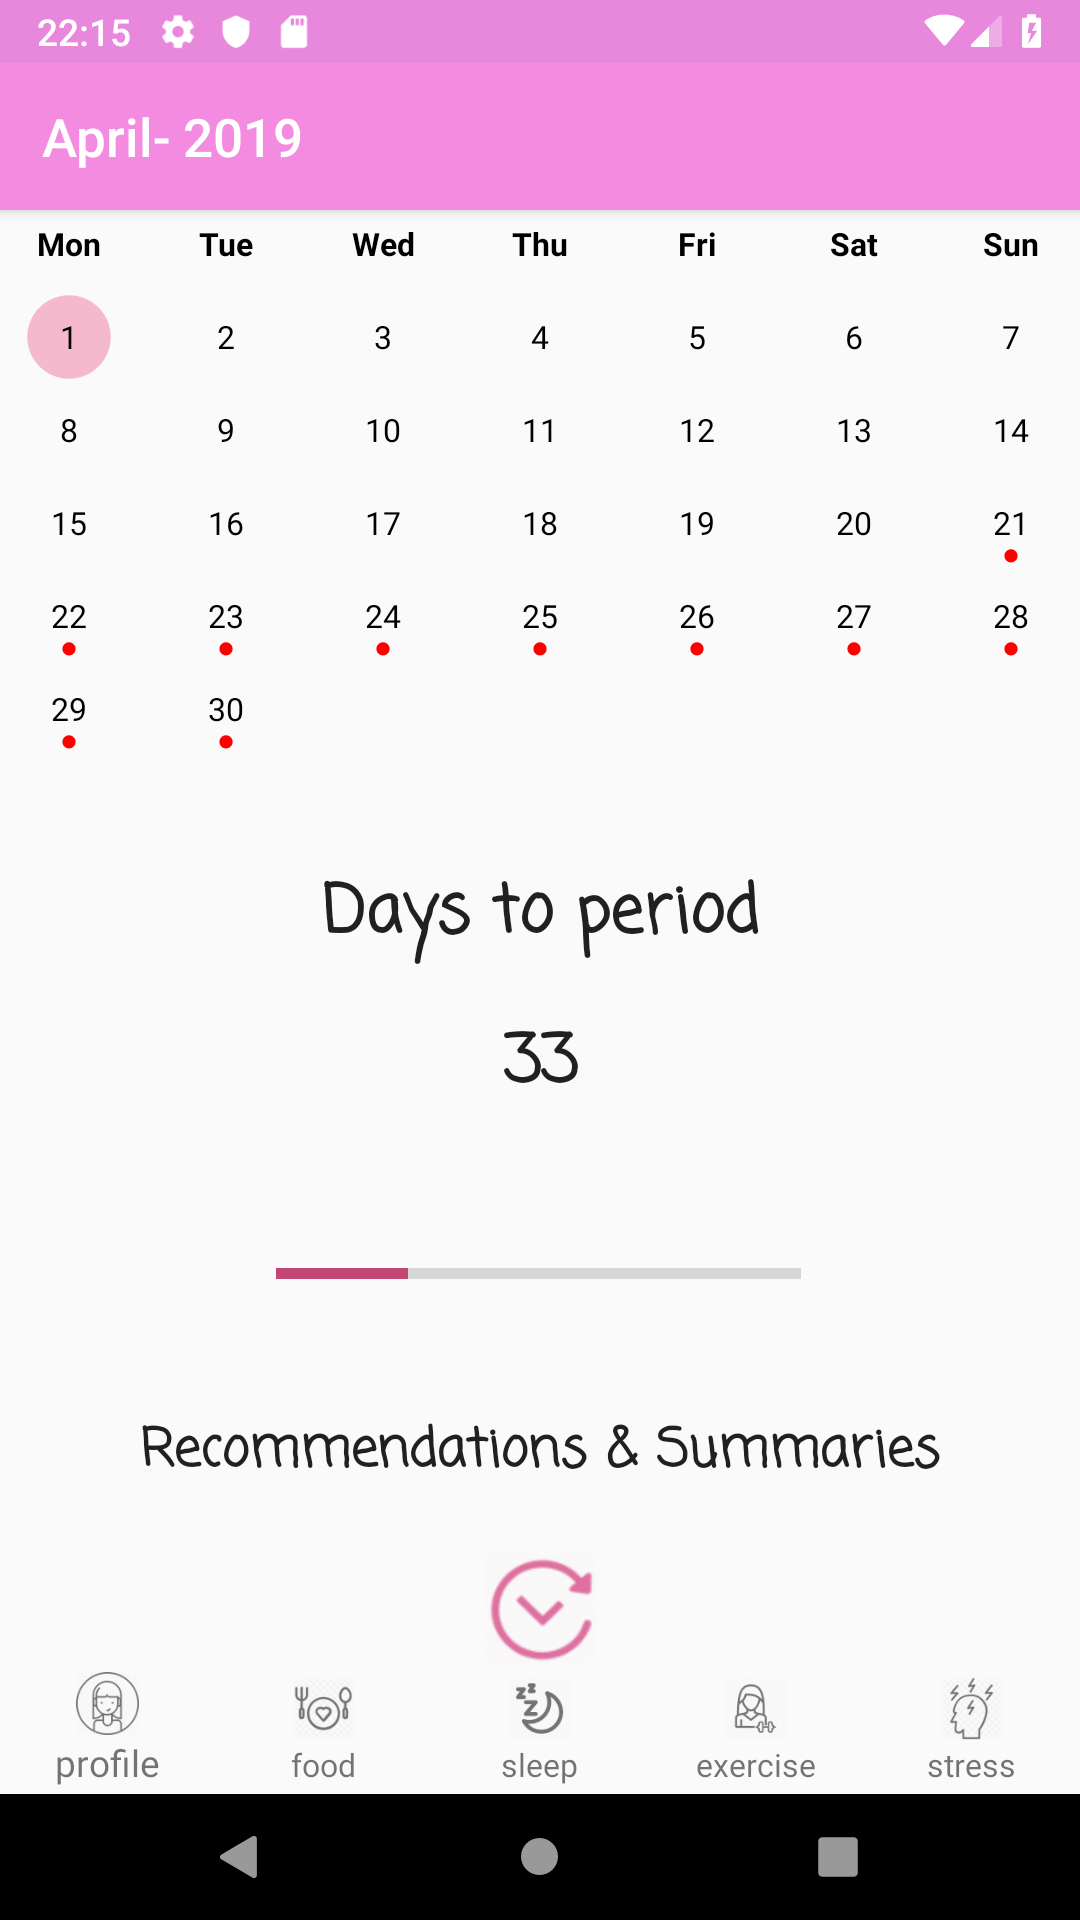 22:15
April- 2019
Mon Tue Wed Thu Fri Sat Sun
1 2 3 4 5 6 7
8 9 10 11 12 13 14
15 16 17 18 19 20 21
22 23 24 25 26 27 28
29 30
Days to period
33
Recommendations & Summaries
profile food sleep exercise stress